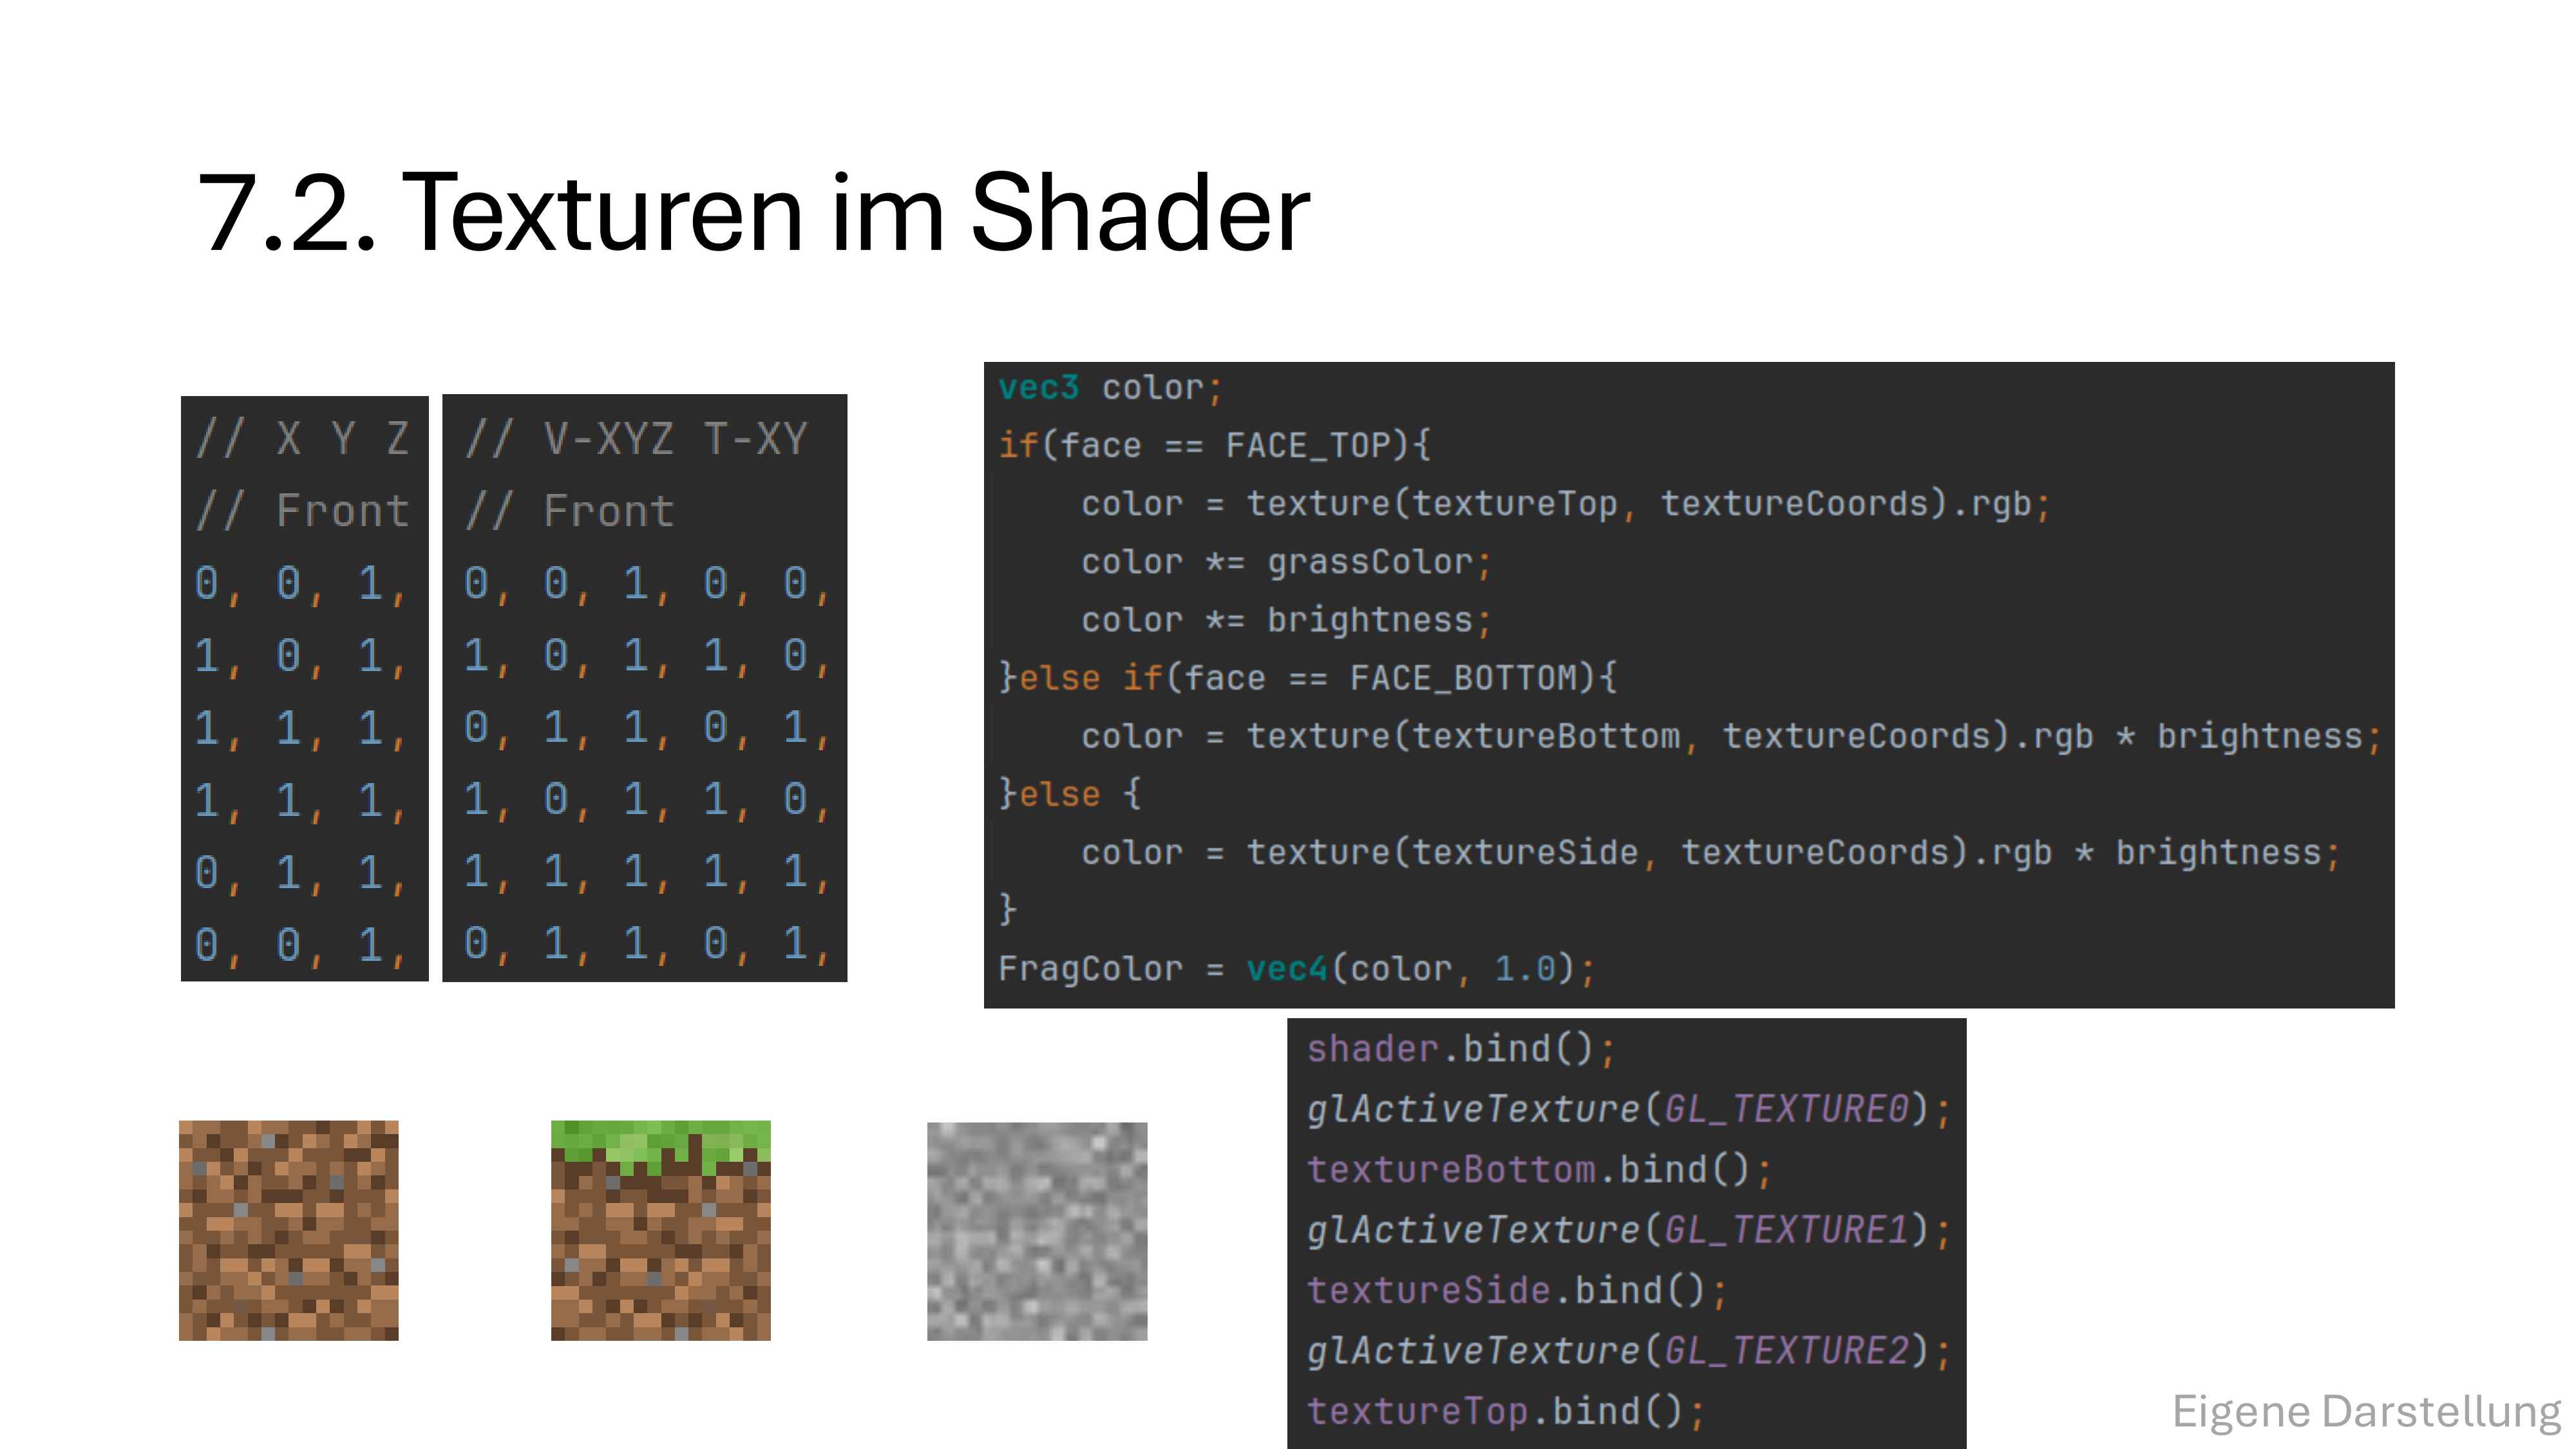 7.2. Texturen im Shader
// X Y Z
// Front
0, 0, 1,
1, 0, 1,
1, 1, 1,
1, 1, 1,
0, 1, 1,
0, 0, 1,
// V-XYZ T-XY
// Front
0, 0, 1, 0, 0,
1, 0, 1, 1, 0,
0, 1, 1, 0, 1,
1, 0, 1, 1, 0,
1, 1, 1, 1, 1,
0, 1, 1, 0, 1,
vec3 color;
if(face == FACE_TOP){
color = texture(textureTop, textureCoords).rgb;
color *= grassColor;
color *= brightness;
}else if(face == FACE_BOTTOM){
color = texture(textureBottom, textureCoords).rgb * brightness;
}else {
color = texture(textureSide, textureCoords).rgb * brightness;
}
FragColor = vec4(color, 1.0);
shader.bind();
glActiveTexture(GL_TEXTURE0);
textureBottom.bind();
glActiveTexture(GL_TEXTURE1);
textureSide.bind();
glActiveTexture(GL_TEXTURE2);
textureTop.bind();
Eigene Darstellung